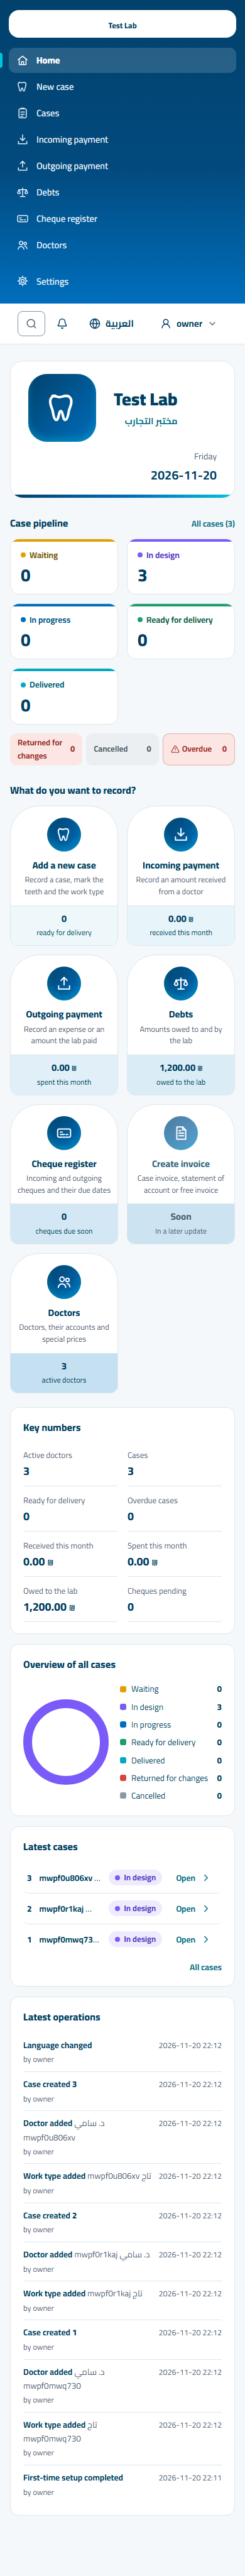 Test Lab
Home
New case
Cases
Incoming payment
Outgoing payment
Debts
Cheque register
Doctors
Settings
العربية
owner
Test Lab
مختبر التجارب
Friday
2026-11-20
Case pipeline
All cases (3)
Waiting
0
In design
3
In progress
0
Ready for delivery
0
Delivered
0
Returned for changes 0
Cancelled 0
Overdue 0
What do you want to record?
Add a new case
Record a case, mark the
teeth and the work type
0
ready for delivery
Incoming payment
Record an amount received
from a doctor
0.00 ₪
received this month
Outgoing payment
Record an expense or an
amount the lab paid
0.00 ₪
spent this month
Debts
Amounts owed to and by
the lab
1,200.00 ₪
owed to the lab
Cheque register
Incoming and outgoing
cheques and their due dates
0
cheques due soon
Create invoice
Case invoice, statement of
account or free invoice
Soon
In a later update
Doctors
Doctors, their accounts and
special prices
3
active doctors
Key numbers
Active doctors
3
Cases
3
Ready for delivery
0
Overdue cases
0
Received this month
0.00 ₪
Spent this month
0.00 ₪
Owed to the lab
1,200.00 ₪
Cheques pending
0
Overview of all cases
Waiting 0
In design 3
In progress 0
Ready for delivery 0
Delivered 0
Returned for changes 0
Cancelled 0
Latest cases
3 mwpf0u806xv ... In design Open
2 mwpf0r1kaj ... In design Open
1 mwpf0mwq73... In design Open
All cases
Latest operations
Language changed 2026-11-20 22:12
by owner
Case created 3 2026-11-20 22:12
by owner
Doctor added د. سامي 2026-11-20 22:12
mwpf0u806xv
by owner
Work type added mwpf0u806xv تاج 2026-11-20 22:12
by owner
Case created 2 2026-11-20 22:12
by owner
Doctor added mwpf0r1kaj د. سامي 2026-11-20 22:12
by owner
Work type added mwpf0r1kaj تاج 2026-11-20 22:12
by owner
Case created 1 2026-11-20 22:12
by owner
Doctor added د. سامي 2026-11-20 22:12
mwpf0mwq730
by owner
Work type added تاج 2026-11-20 22:12
mwpf0mwq730
by owner
First-time setup completed 2026-11-20 22:11
by owner